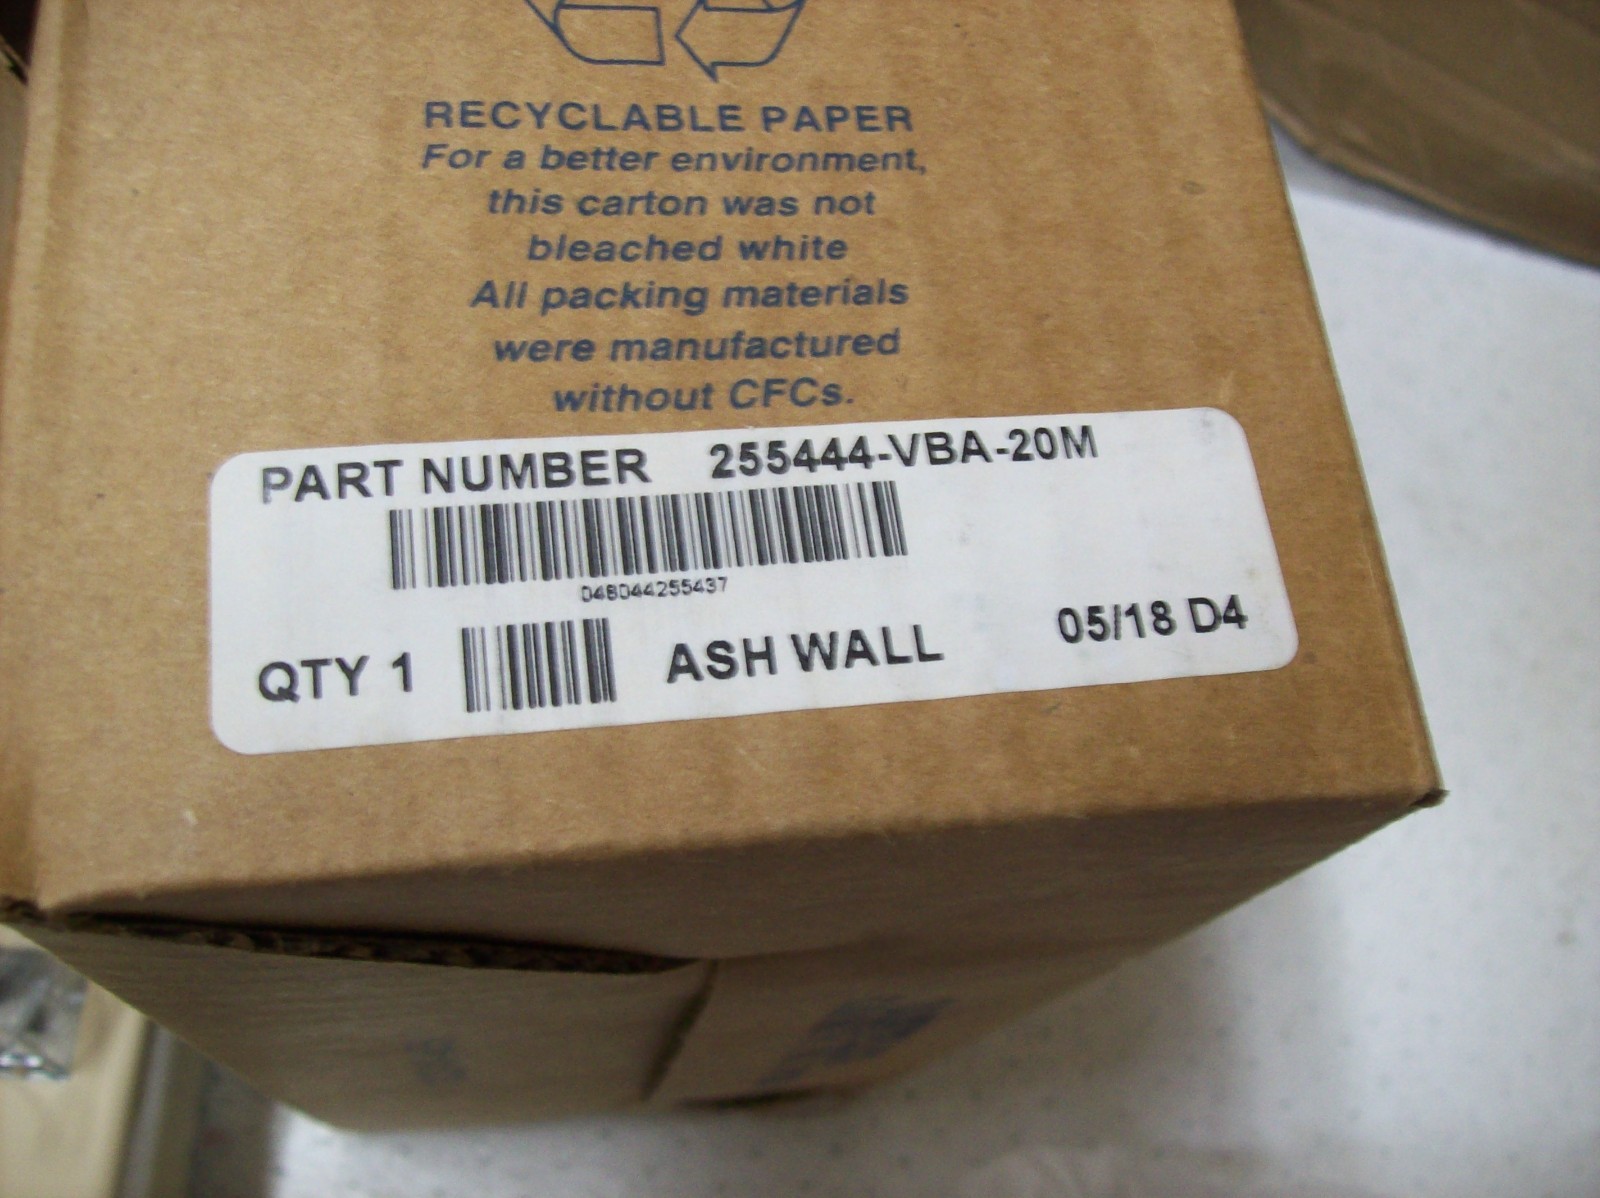 RECYCLABLE PAPER
For a better environment,
this carton was not
bleached white
All packing materials
were manufactured
without CFCs.
PART NUMBER 255444-VBA-20M
048044255437
QTY 1 ASH WALL 05/18 D4